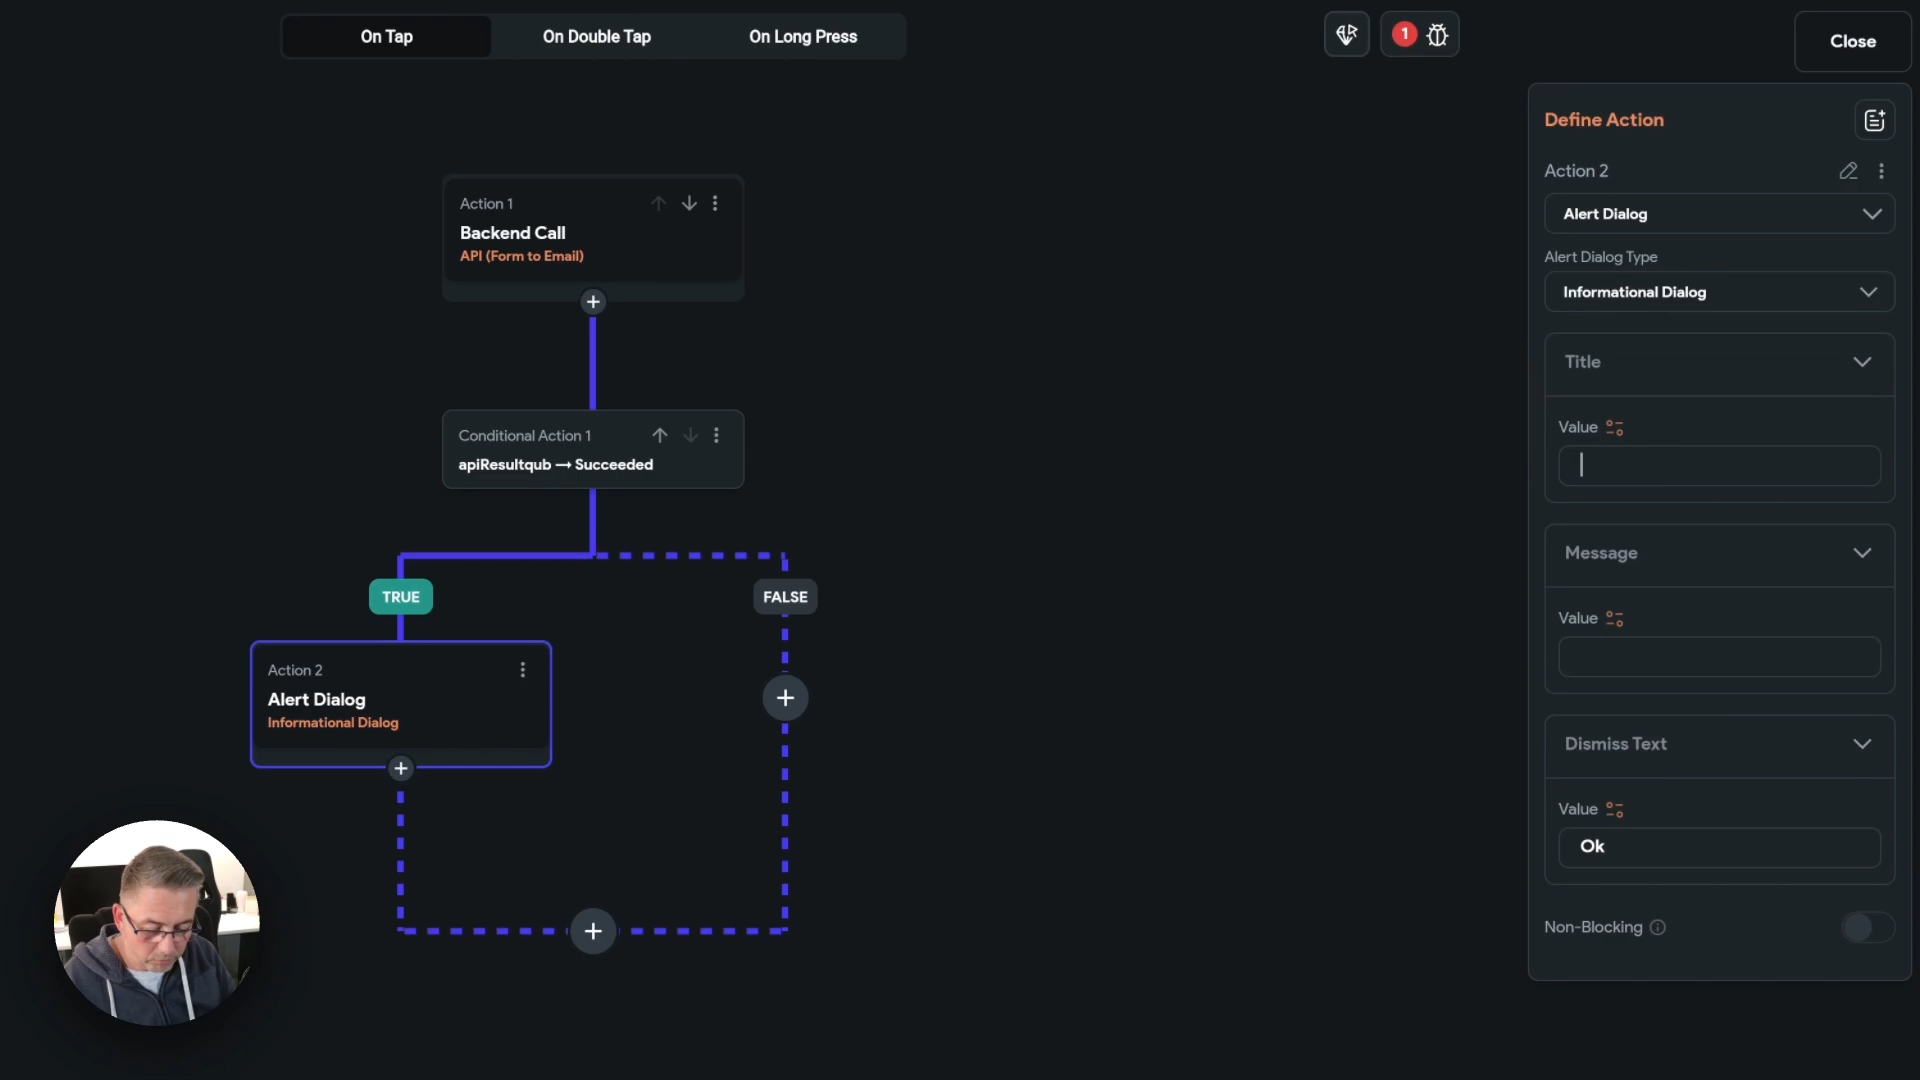 On Tap
On Double Tap
On Long Press
1
Close
Define Action
Action 2
Alert Dialog
Alert Dialog Type
Informational Dialog
Title
Value
Message
Value
Dismiss Text
Value
Ok
Non-Blocking
Action 1
Backend Call
API (Form to Email)
Conditional Action 1
apiResultqub → Succeeded
TRUE
FALSE
Action 2
Alert Dialog
Informational Dialog